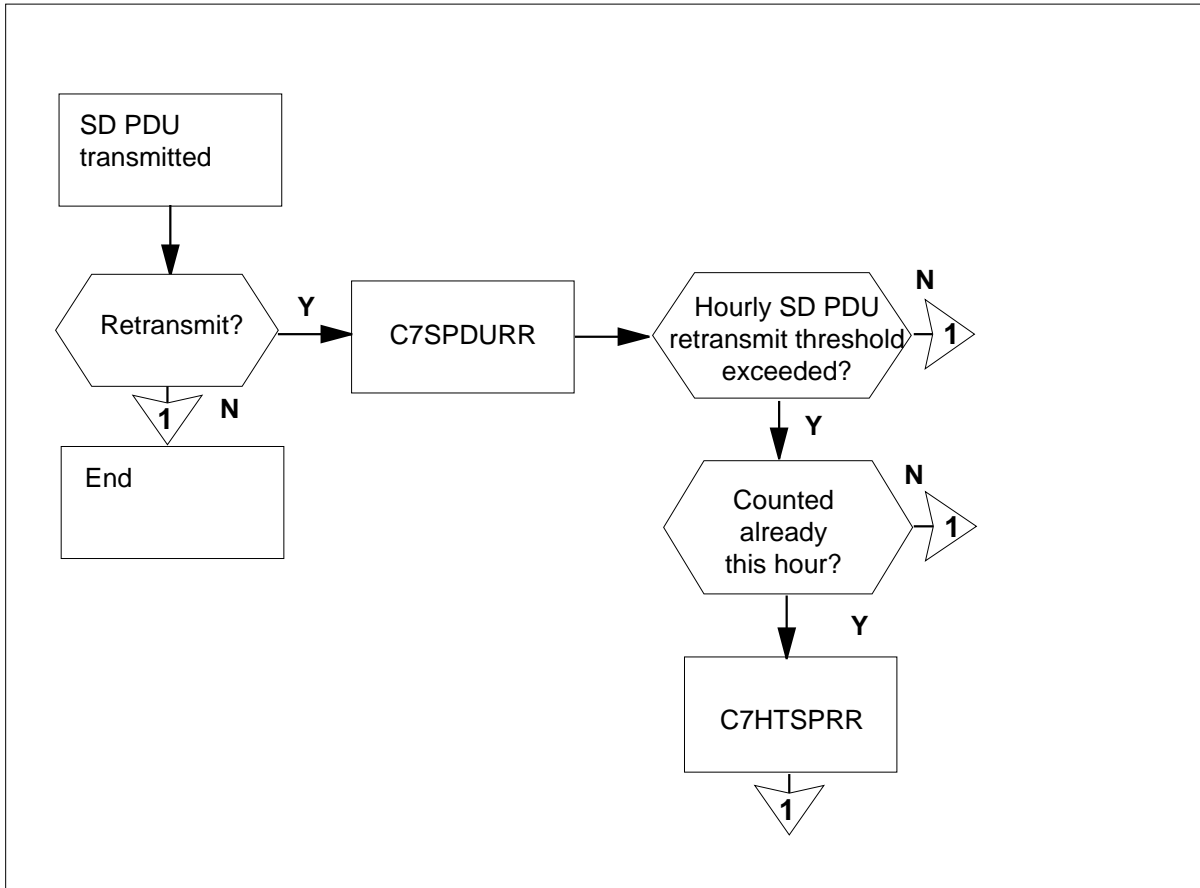 SD PDU
transmitted
Retransmit?
Y
C7SPDURR
Hourly SD PDU
retransmit threshold
exceeded?
N
1
N
1
End
Y
Counted
already
this hour?
N
1
Y
C7HTSPRR
1